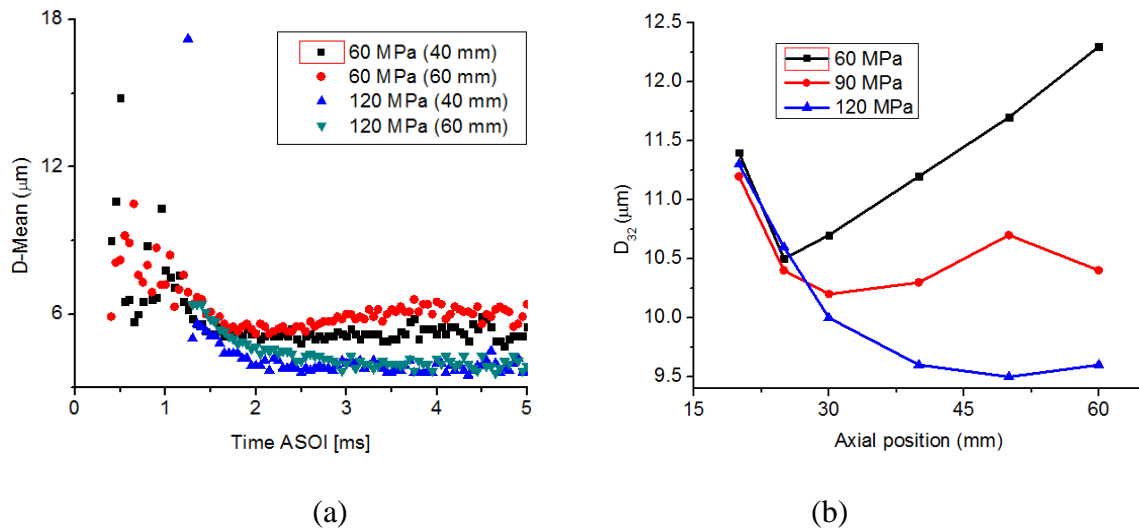 18
12
6
0
1
2
3
4
5
D-Mean (μm)
Time ASOI [ms]
60 MPa (40 mm)
60 MPa (60 mm)
120 MPa (40 mm)
120 MPa (60 mm)
12.5
12.0
11.5
11.0
10.5
10.0
9.5
15
30
45
60
D32 (μm)
Axial position (mm)
60 MPa
90 MPa
120 MPa
(a)
(b)